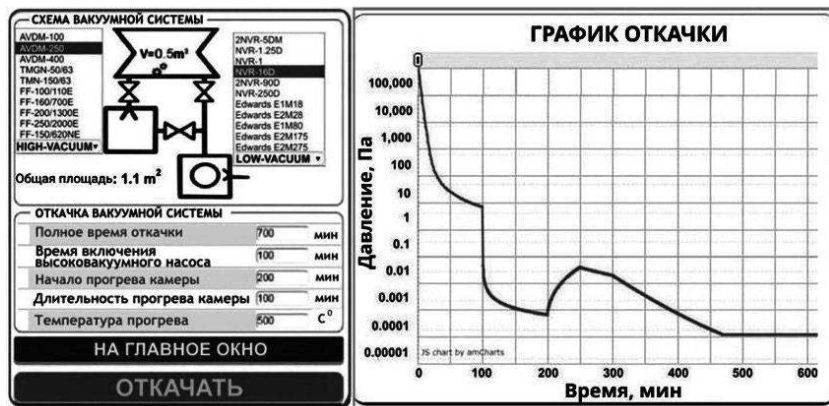 СХЕМА ВАКУУМНОЙ СИСТЕМЫ
AVDM-100
AVDM-250
AVDM-400
TMGN-50/63
TMN-150/63
FF-100/110E
FF-160/700E
FF-200/1300E
FF-250/2000E
FF-150/620NE
HIGH-VACUUM▾
V=0.5m³
2NVR-5DM
NVR-1.25D
NVR-1
NVR-16D
2NVR-90D
NVR-250D
Edwards E1M18
Edwards E2M28
Edwards E1M80
Edwards E2M175
Edwards E2M275
LOW-VACUUM ▾
Общая площадь: 1.1 m²
ОТКАЧКА ВАКУУМНОЙ СИСТЕМЫ
Полное время откачки 700 мин
Время включения
высоковакуумного насоса 100 мин
Начало прогрева камеры 200 мин
Длительность прогрева камеры 100 мин
Температура прогрева 500 C⁰
НА ГЛАВНОЕ ОКНО
ОТКАЧАТЬ
ГРАФИК ОТКАЧКИ
Давление, Па
100,000
10,000
1,000
100
10
1
0.1
0.01
0.001
0.0001
0.00001
JS chart by amCharts
0 100 200 300 400 500 600
Время, мин